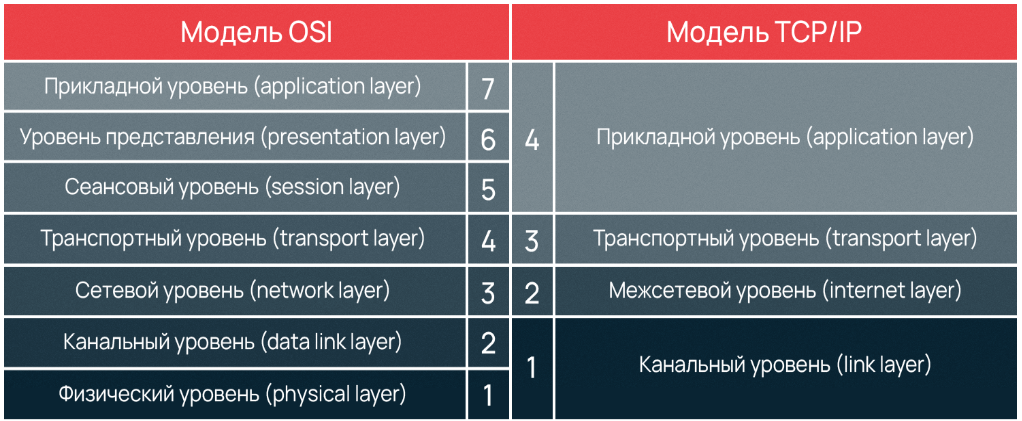 Модель OSI
Модель TCP/IP
Прикладной уровень (application layer)
7
Уровень представления (presentation layer)
6
Сеансовый уровень (session layer)
5
4
Прикладной уровень (application layer)
Транспортный уровень (transport layer)
4
3
Транспортный уровень (transport layer)
Сетевой уровень (network layer)
3
2
Межсетевой уровень (internet layer)
Канальный уровень (data link layer)
2
Физический уровень (physical layer)
1
1
Канальный уровень (link layer)